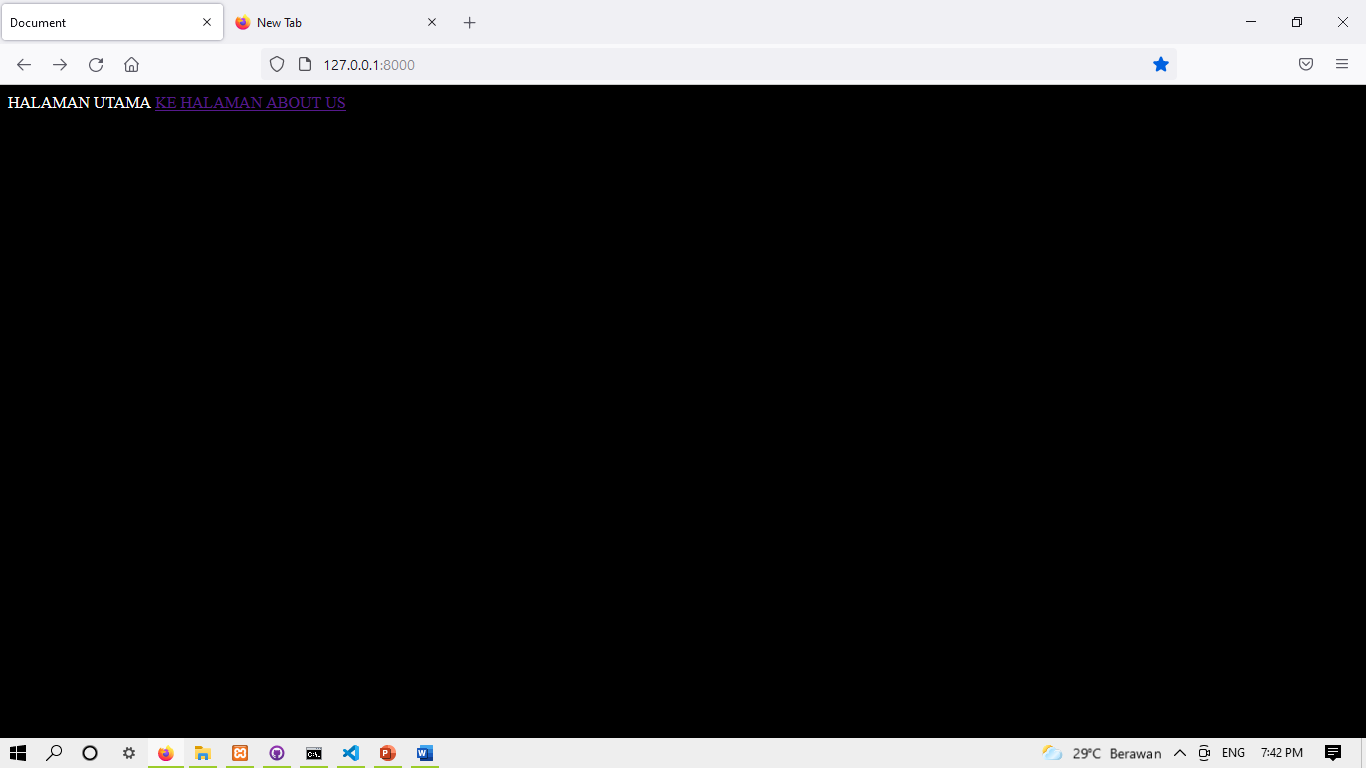 Document
New Tab
127.0.0.1:8000
HALAMAN UTAMA KE HALAMAN ABOUT US
29°C Berawan ENG 7:42 PM